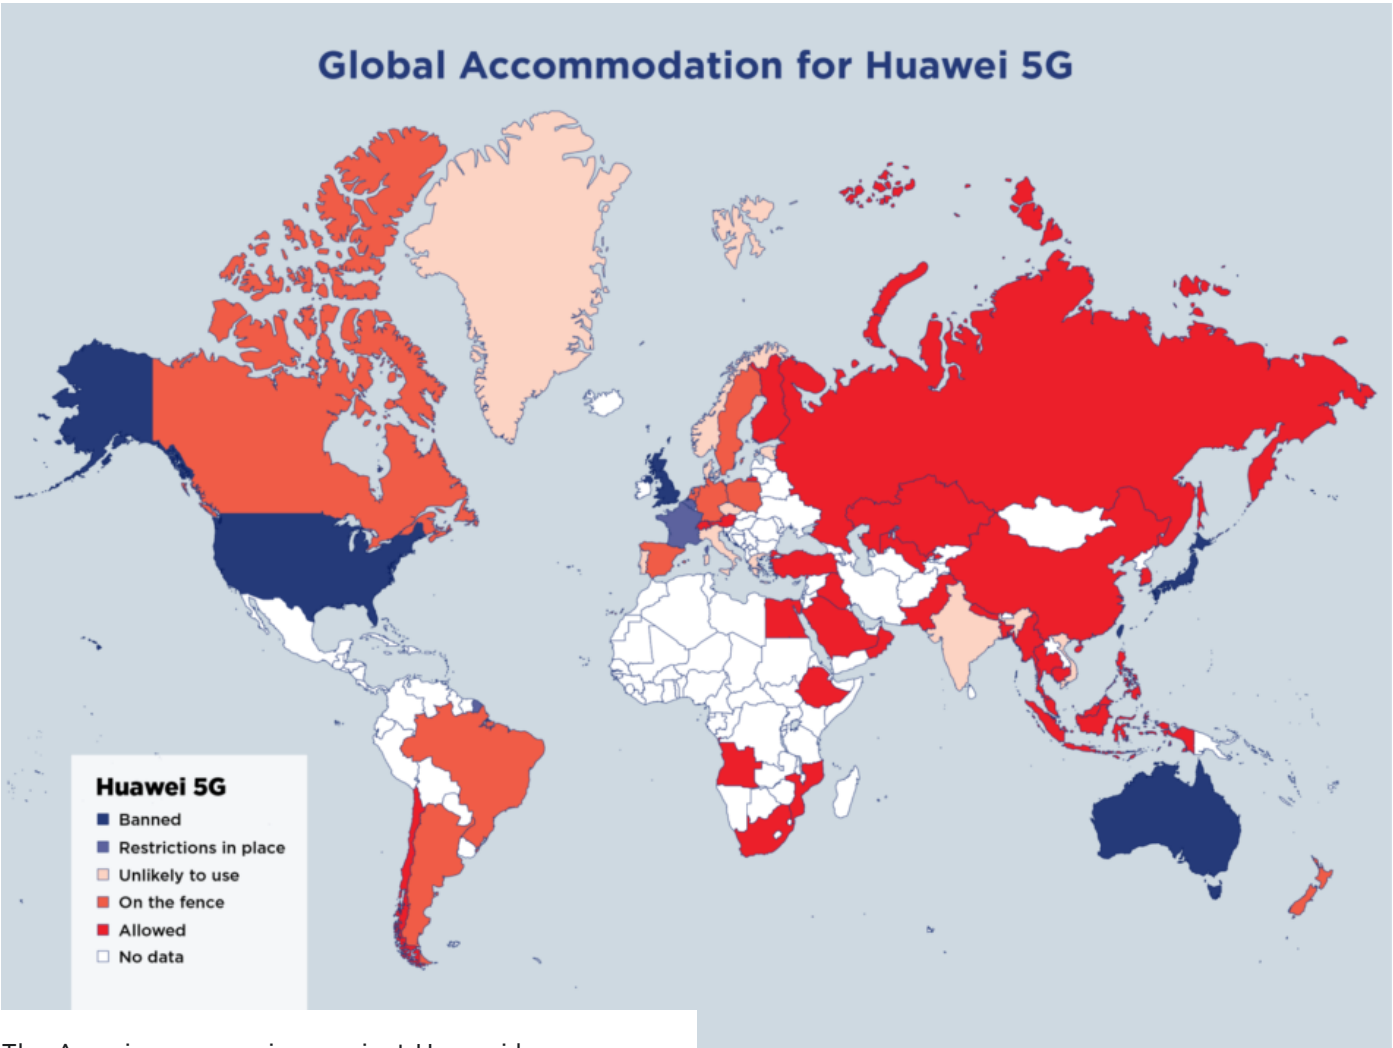 Global Accommodation for Huawei 5G
Huawei 5G
Banned
Restrictions in place
Unlikely to use
On the fence
Allowed
No data